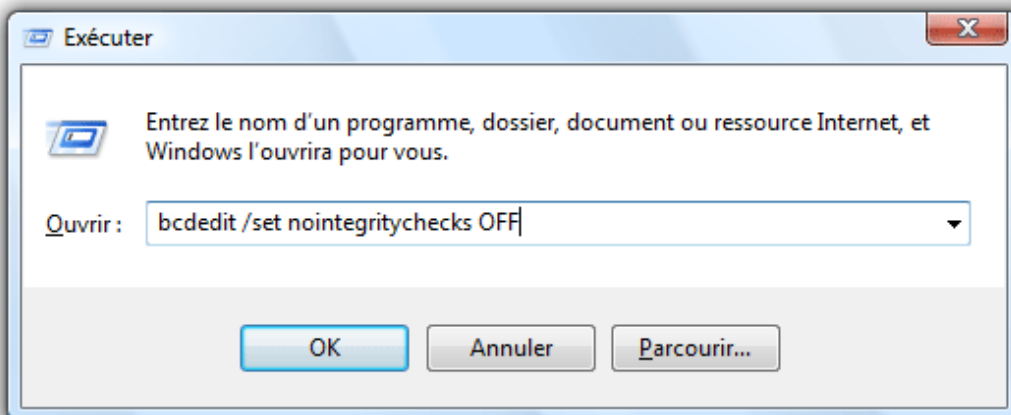 Exécuter
Entrez le nom d'un programme, dossier, document ou ressource Internet, et
Windows l'ouvrira pour vous.
Ouvrir : bcdedit /set nointegritychecks OFF
OK Annuler Parcourir...